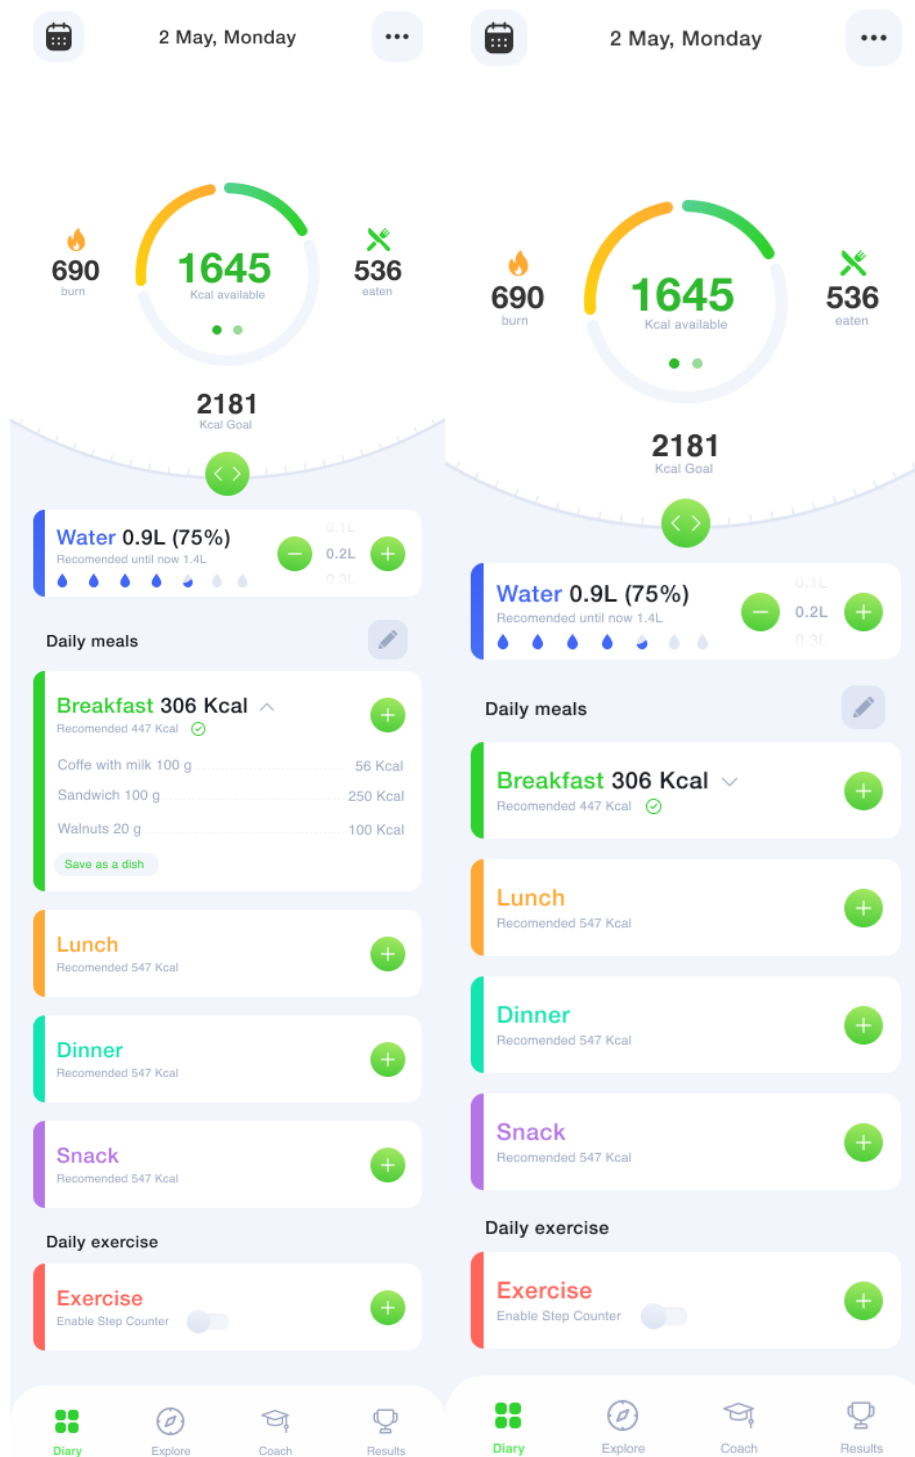 2 May, Monday
690
burn
1645
Kcal available
536
eaten
2181
Kcal Goal
Water 0.9L (75%)
Recomended until now 1.4L
0.1L
0.2L
0.3L
Daily meals
Breakfast 306 Kcal
Recomended 447 Kcal
Coffe with milk 100 g 56 Kcal
Sandwich 100 g 250 Kcal
Walnuts 20 g 100 Kcal
Save as a dish
Lunch
Recomended 547 Kcal
Dinner
Recomended 547 Kcal
Snack
Recomended 547 Kcal
Daily exercise
Exercise
Enable Step Counter
Diary Explore Coach Results
2 May, Monday
690
burn
1645
Kcal available
536
eaten
2181
Kcal Goal
Water 0.9L (75%)
Recomended until now 1.4L
0.1L
0.2L
0.3L
Daily meals
Breakfast 306 Kcal
Recomended 447 Kcal
Lunch
Recomended 547 Kcal
Dinner
Recomended 547 Kcal
Snack
Recomended 547 Kcal
Daily exercise
Exercise
Enable Step Counter
Diary Explore Coach Results